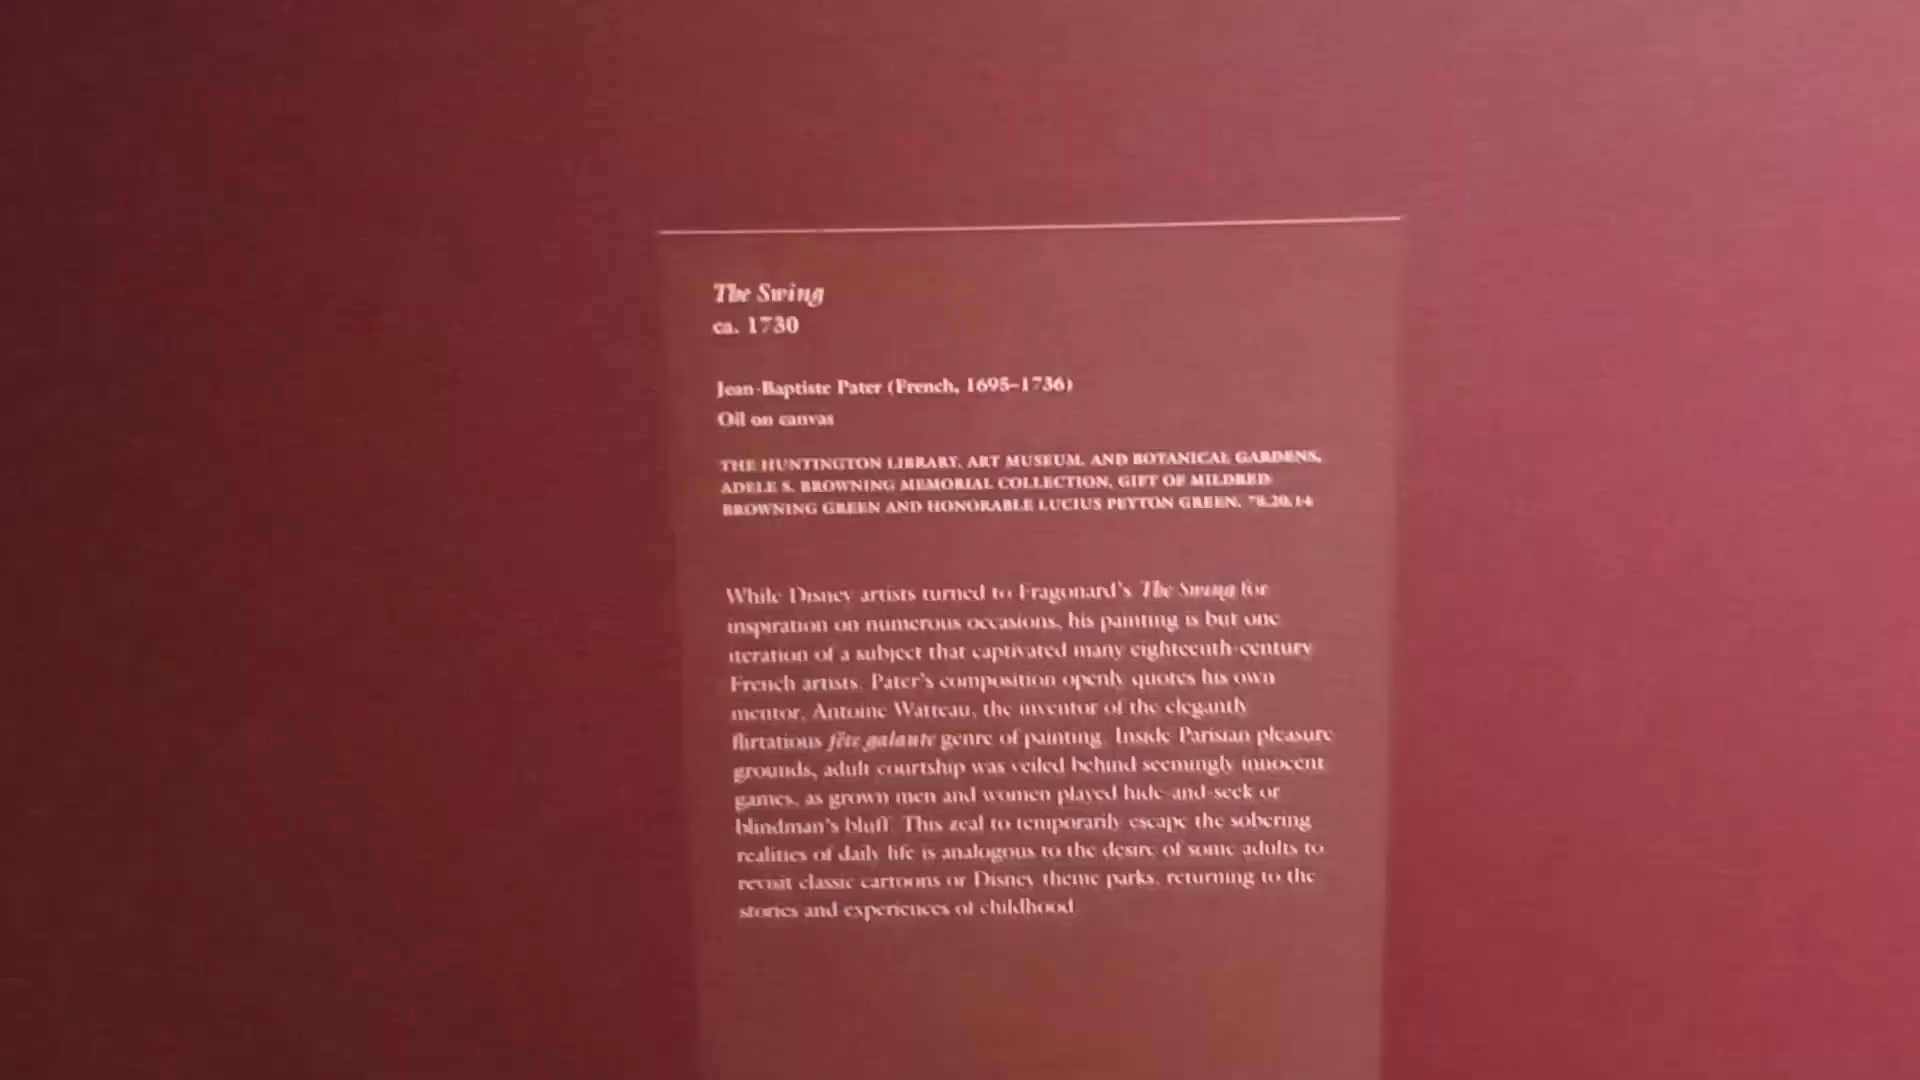 The Swing
ca. 1730
Jean-Baptiste Pater (French, 1695–1736)
Oil on canvas
THE HUNTINGTON LIBRARY, ART MUSEUM, AND BOTANICAL GARDENS,
ADELE S. BROWNING MEMORIAL COLLECTION, GIFT OF MILDRED
BROWNING GREEN AND HONORABLE LUCIUS PEYTON GREEN, 78.20.14
While Disney artists turned to Fragonard's The Swing for
inspiration on numerous occasions, his painting is but one
iteration of a subject that captivated many eighteenth-century
French artists. Pater's composition openly quotes his own
mentor, Antoine Watteau, the inventor of the elegantly
flirtatious fête galante genre of painting. Inside Parisian pleasure
grounds, adult courtship was veiled behind seemingly innocent
games, as grown men and women played hide-and-seek or
blindman's bluff. This zeal to temporarily escape the sobering
realities of daily life is analogous to the desire of some adults to
revisit classic cartoons or Disney theme parks, returning to the
stories and experiences of childhood.